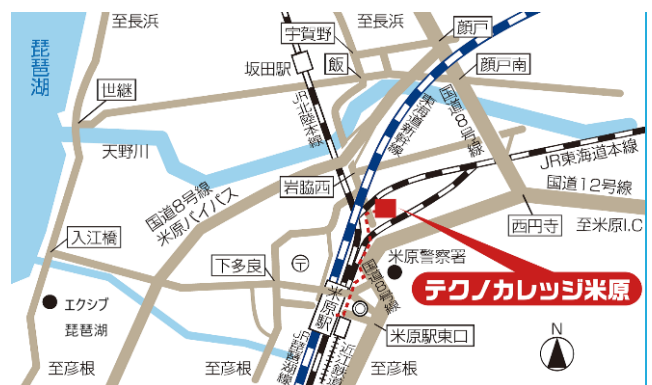 至長浜
至長浜
宇賀野
顔戸
琵琶湖
坂田駅
飯
顔戸南
世継
JR北陸本線
東海道新幹線
国道8号線
天野川
JR東海道本線
岩脇西
国道12号線
国道8号線
米原バイパス
西円寺
至米原I.C
入江橋
下多良
米原警察署
国道8号線
テクノカレッジ米原
エクシブ
琵琶湖
米原駅
米原駅東口
N
至彦根
至彦根
JR琵琶湖線
近江鉄道
至彦根